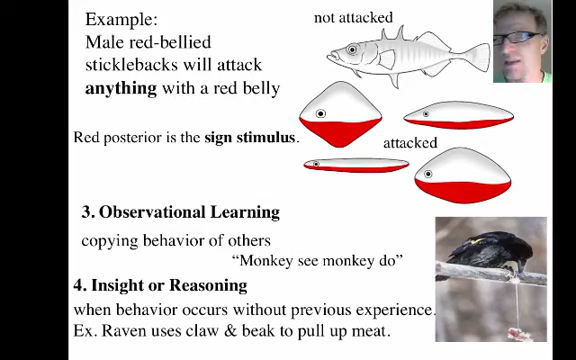 Example:
Male red-bellied
sticklebacks will attack
anything with a red belly
not attacked
Red posterior is the sign stimulus.
attacked
3. Observational Learning
copying behavior of others
“Monkey see monkey do”
4. Insight or Reasoning
when behavior occurs without previous experience.
Ex. Raven uses claw & beak to pull up meat.